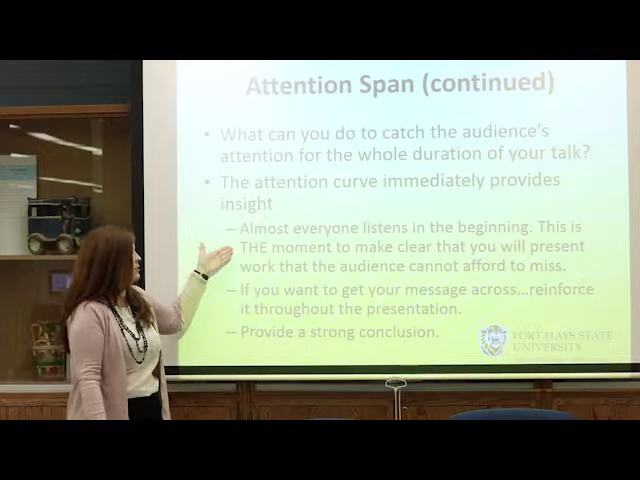 Attention Span (continued)
• What can you do to catch the audience's
attention for the whole duration of your talk?
• The attention curve immediately provides
insight
– Almost everyone listens in the beginning. This is
THE moment to make clear that you will present
work that the audience cannot afford to miss.
– If you want to get your message across...reinforce
it throughout the presentation.
– Provide a strong conclusion.
FORT HAYS STATE
UNIVERSITY